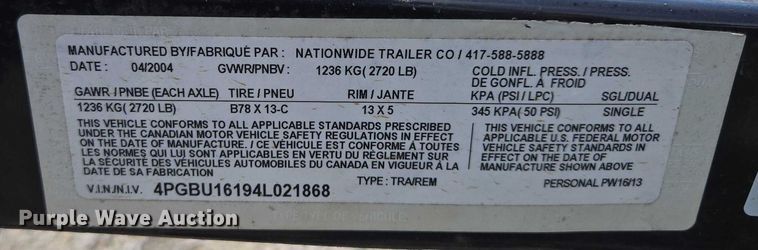 MANUFACTURED BY/FABRIQUÉ PAR : NATIONWIDE TRAILER CO / 417-588-5888
DATE : 04/2004 GVWR/PNBV : 1236 KG( 2720 LB) COLD INFL. PRESS. / PRESS.
DE GONFL. A FROID
GAWR / PNBE (EACH AXLE) TIRE / PNEU RIM / JANTE KPA (PSI / LPC) SGL/DUAL
1236 KG( 2720 LB) B78 X 13-C 13 X 5 345 KPA( 50 PSI) SINGLE
THIS VEHICLE CONFORMS TO ALL APPLICABLE STANDARDS PRESCRIBED
UNDER THE CANADIAN MOTOR VEHICLE SAFETY REGULATIONS IN EFFECT
ON THE DATE OF MANUFACTURE. / CE VÉHICULE EST CONFORME À TOUTES
LES NORMES QUI LUI SONT APPLICABLES EN VERTU DU RÈGLEMENT SUR
LA SÉCURITÉ DES VÉHICULES AUTOMOBILES DU CANADA EN VIGUEUR À LA
DATE DE SA FABRICATION
THIS VEHICLE CONFORMS TO ALL
APPLICABLE U.S. FEDERAL MOTOR
VEHICLE SAFETY STANDARDS IN
EFFECT ON THE DATE OF
MANUFACTURE SHOWN ABOVE
V.I.N./N.I.V. 4PGBU16194L021868 TYPE: TRA/REM PERSONAL PW16/13
TYPE DE VÉHICULE:
Purple Wave Auction